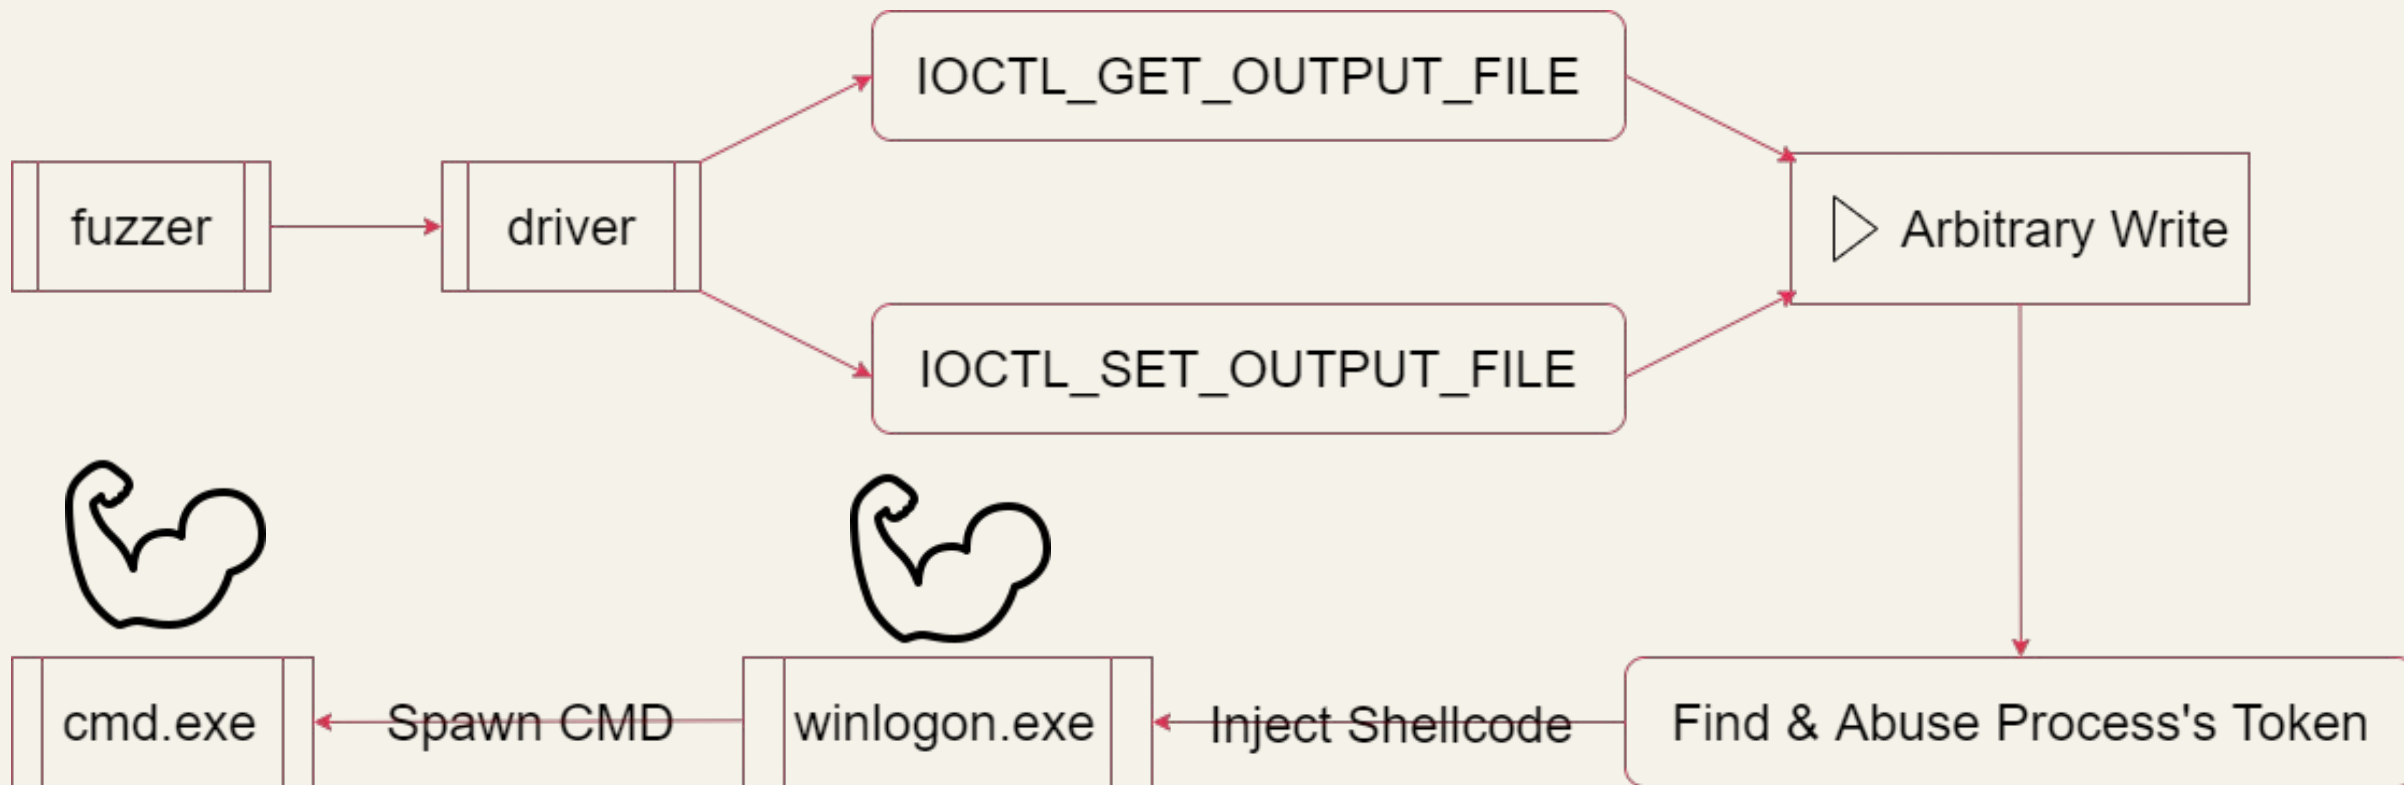 IOCTL_GET_OUTPUT_FILE
fuzzer
driver
Arbitrary Write
IOCTL_SET_OUTPUT_FILE
cmd.exe
Spawn CMD
winlogon.exe
Inject Shellcode
Find & Abuse Process's Token